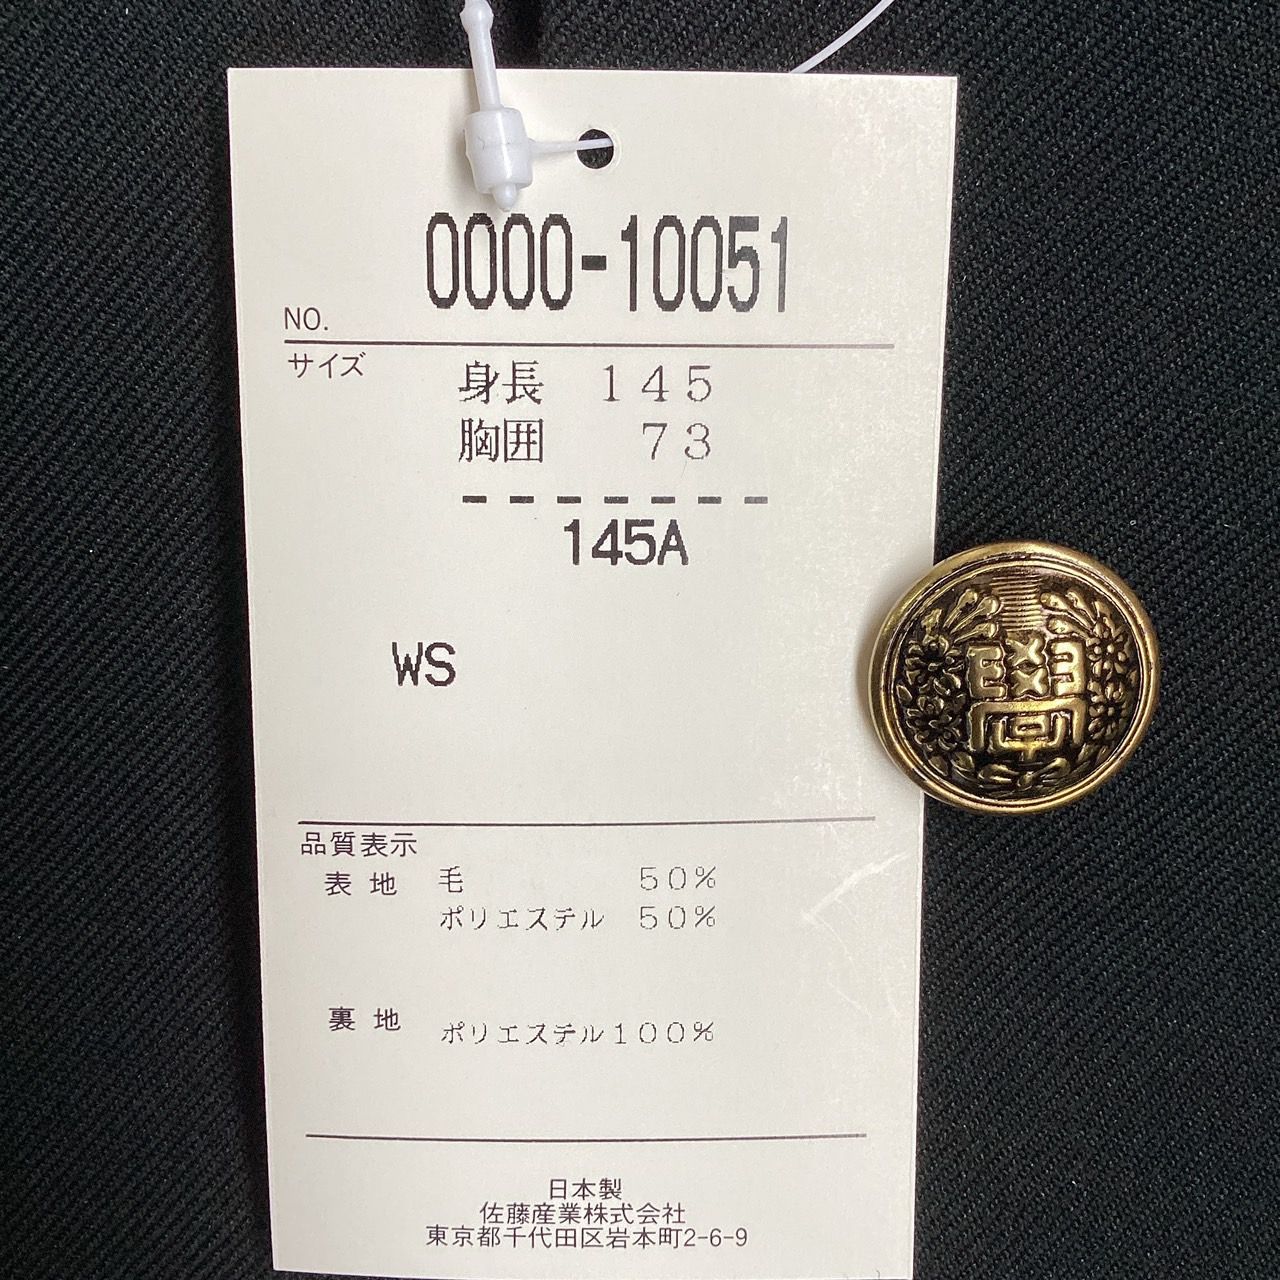 0000-10051
NO.
サイズ
身長 145
胸囲 73
-------
145A
WS
品質表示
表地 毛 50%
ポリエステル 50%
裏地 ポリエステル100%
日本製
佐藤産業株式会社
東京都千代田区岩本町2-6-9
學